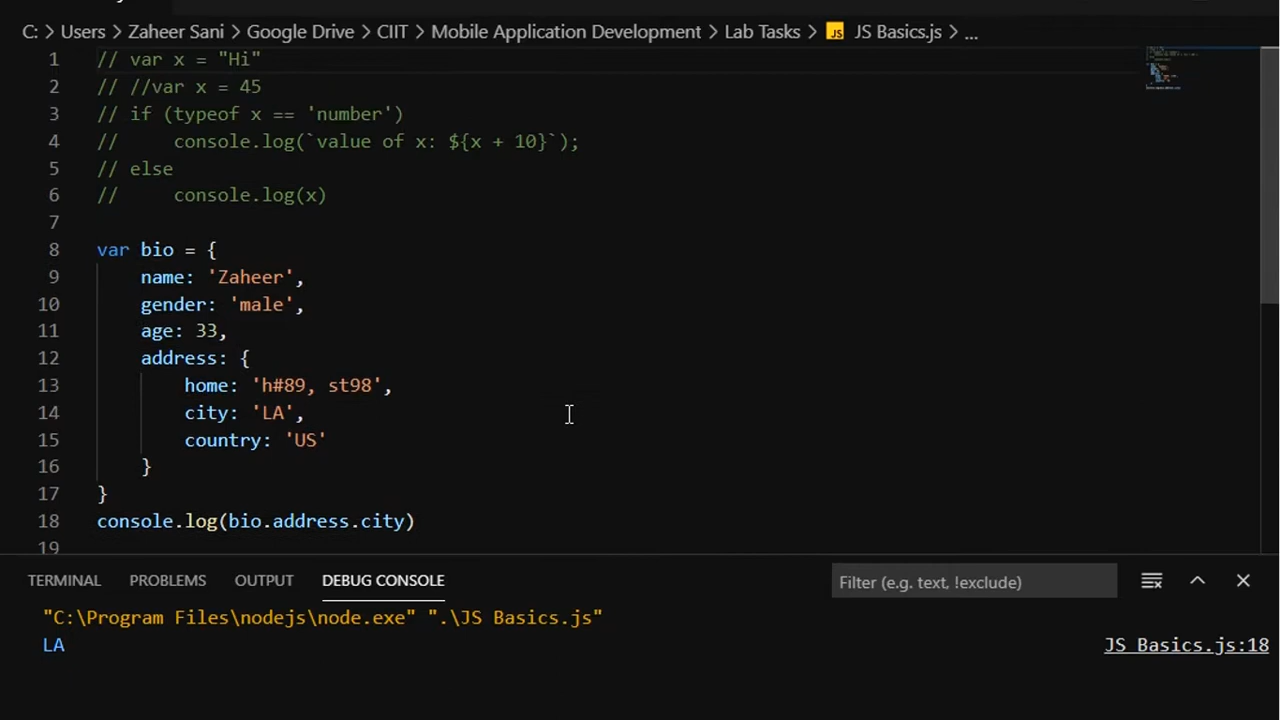 C: > Users > Zaheer Sani > Google Drive > CIIT > Mobile Application Development > Lab Tasks > JS JS Basics.js > ...
1 // var x = "Hi"
2 // //var x = 45
3 // if (typeof x == 'number')
4 //     console.log(`value of x: ${x + 10}`);
5 // else
6 //     console.log(x)
7
8 var bio = {
9     name: 'Zaheer',
10     gender: 'male',
11     age: 33,
12     address: {
13         home: 'h#89, st98',
14         city: 'LA',
15         country: 'US'
16     }
17 }
18 console.log(bio.address.city)
19
TERMINAL PROBLEMS OUTPUT DEBUG CONSOLE Filter (e.g. text, !exclude)
"C:\Program Files\nodejs\node.exe" ".\JS Basics.js"
LA JS Basics.js:18